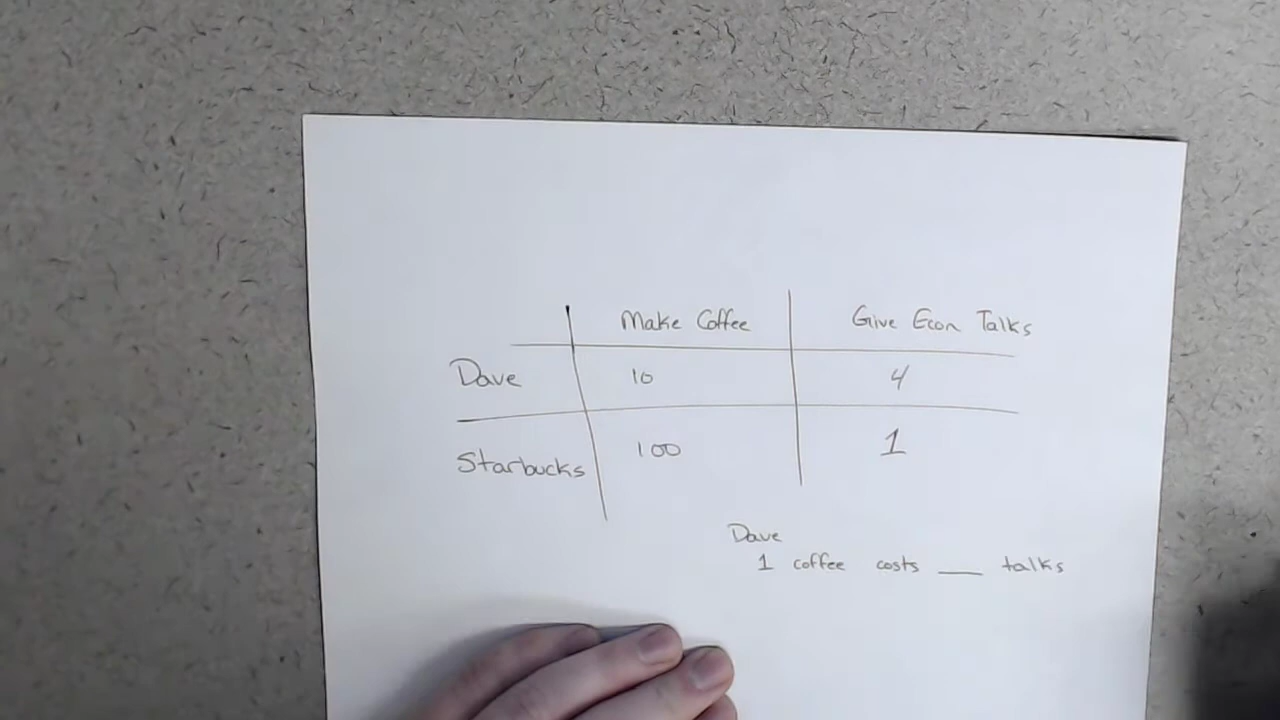 Make Coffee Give Econ Talks
Dave 10 4
Starbucks 100 1
Dave
1 coffee costs ___ talks